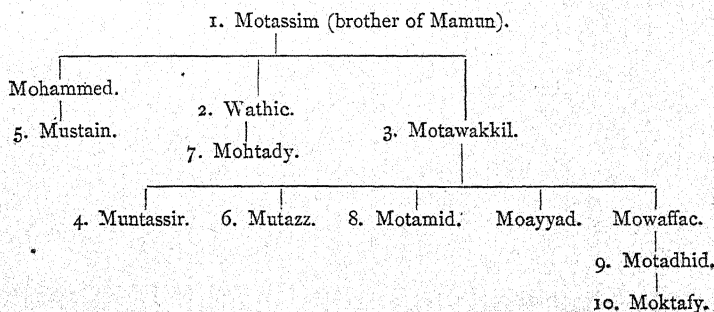 1. Motassim (brother of Mamun).
Mohammed.
2. Wathic.
5. Mustain.
3. Motawakkil.
7. Mohtady.
4. Muntassir. 6. Mutazz. 8. Motamid. Moayyad. Mowaffac.
9. Motadhid.
10. Moktafy.